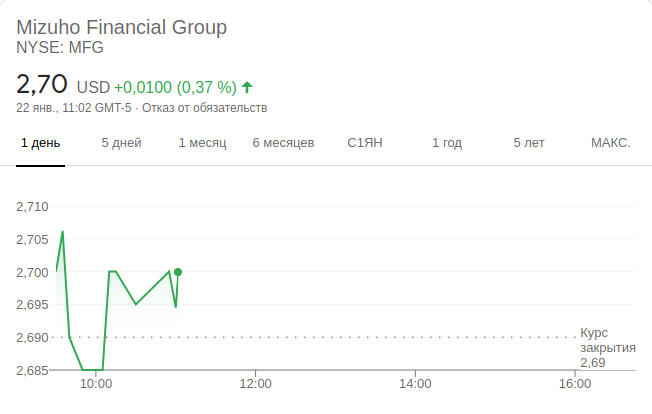 Mizuho Financial Group
NYSE: MFG
2,70 USD +0,0100 (0,37 %)
22 янв., 11:02 GMT-5 · Отказ от обязательств
1 день 5 дней 1 месяц 6 месяцев С1ЯН 1 год 5 лет МАКС.
2,710
2,705
2,700
2,695
2,690
Курс
закрытия
2,69
2,685
10:00 12:00 14:00 16:00